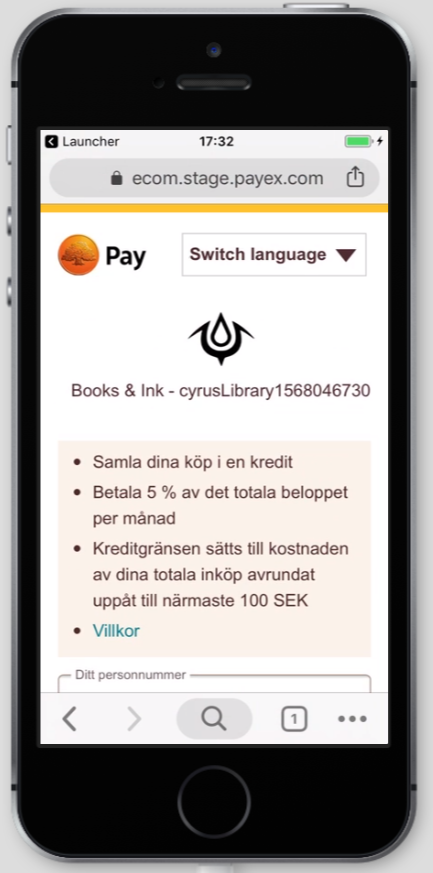 Launcher
17:32
ecom.stage.payex.com
Pay
Switch language
Books & Ink - cyrusLibrary1568046730
Samla dina köp i en kredit
Betala 5 % av det totala beloppet
per månad
Kreditgränsen sätts till kostnaden
av dina totala inköp avrundat
uppåt till närmaste 100 SEK
Villkor
Ditt personnummer
1